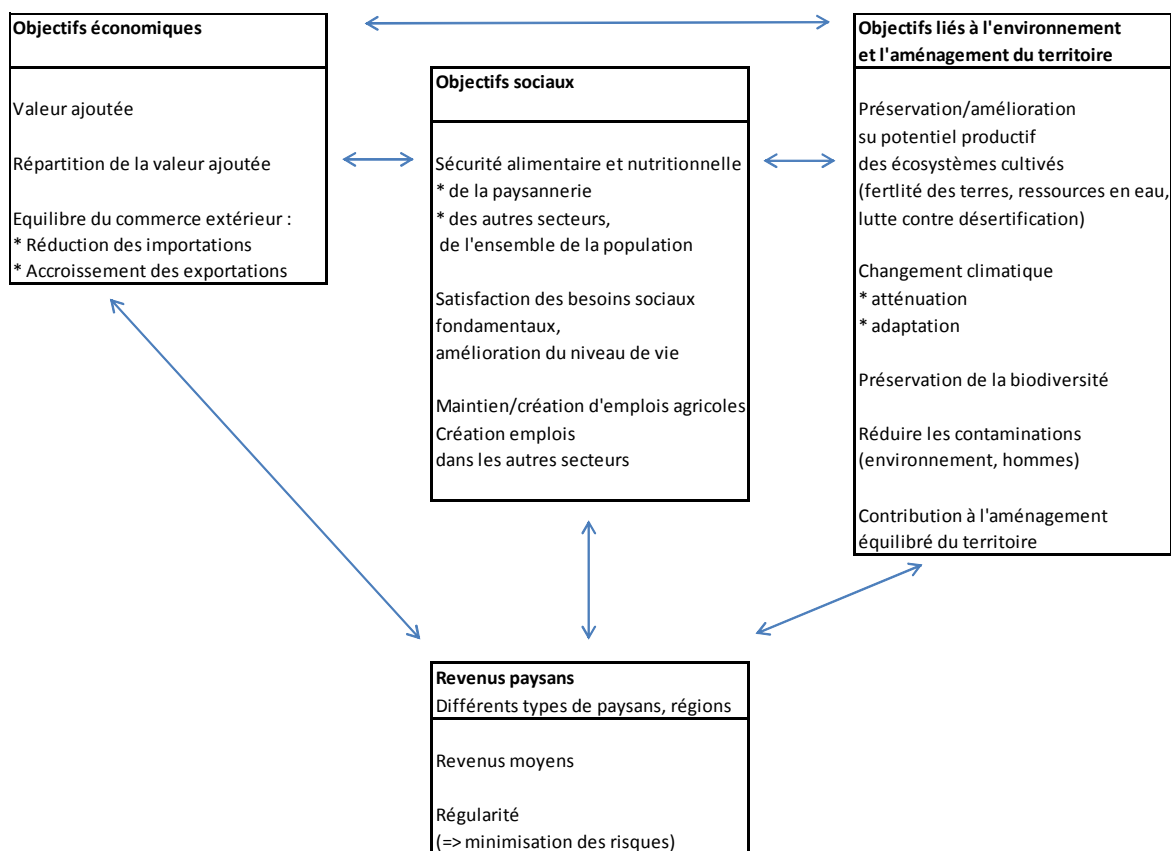 Objectifs économiques
Valeur ajoutée
Répartition de la valeur ajoutée
Equilibre du commerce extérieur :
* Réduction des importations
* Accroissement des exportations
Objectifs sociaux
Sécurité alimentaire et nutritionnelle
* de la paysannerie
* des autres secteurs,
de l'ensemble de la population
Satisfaction des besoins sociaux
fondamentaux,
amélioration du niveau de vie
Maintien/création d'emplois agricoles
Création emplois
dans les autres secteurs
Objectifs liés à l'environnement
et l'aménagement du territoire
Préservation/amélioration
su potentiel productif
des écosystèmes cultivés
(fertlité des terres, ressources en eau,
lutte contre désertification)
Changement climatique
* atténuation
* adaptation
Préservation de la biodiversité
Réduire les contaminations
(environnement, hommes)
Contribution à l'aménagement
équilibré du territoire
Revenus paysans
Différents types de paysans, régions
Revenus moyens
Régularité
(=> minimisation des risques)